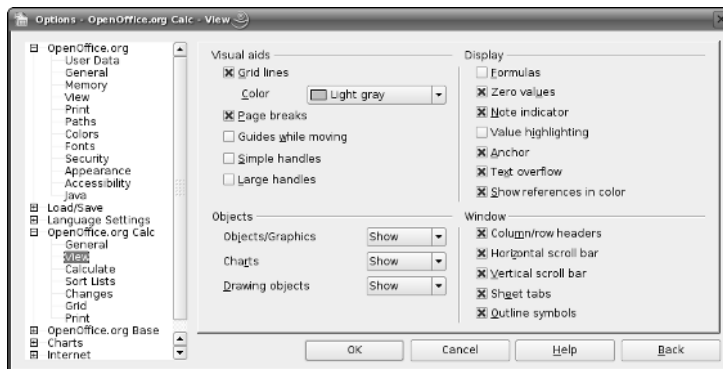 Options - OpenOffice.org Calc - View
OpenOffice.org
User Data
General
Memory
View
Print
Paths
Colors
Fonts
Security
Appearance
Accessibility
Java
Load/Save
Language Settings
OpenOffice.org Calc
General
View
Calculate
Sort Lists
Changes
Grid
Print
OpenOffice.org Base
Charts
Internet
Visual aids
Grid lines
Color
Light gray
Page breaks
Guides while moving
Simple handles
Large handles
Display
Formulas
Zero values
Note indicator
Value highlighting
Anchor
Text overflow
Show references in color
Objects
Objects/Graphics Show
Charts Show
Drawing objects Show
Window
Column/row headers
Horizontal scroll bar
Vertical scroll bar
Sheet tabs
Outline symbols
OK Cancel Help Back